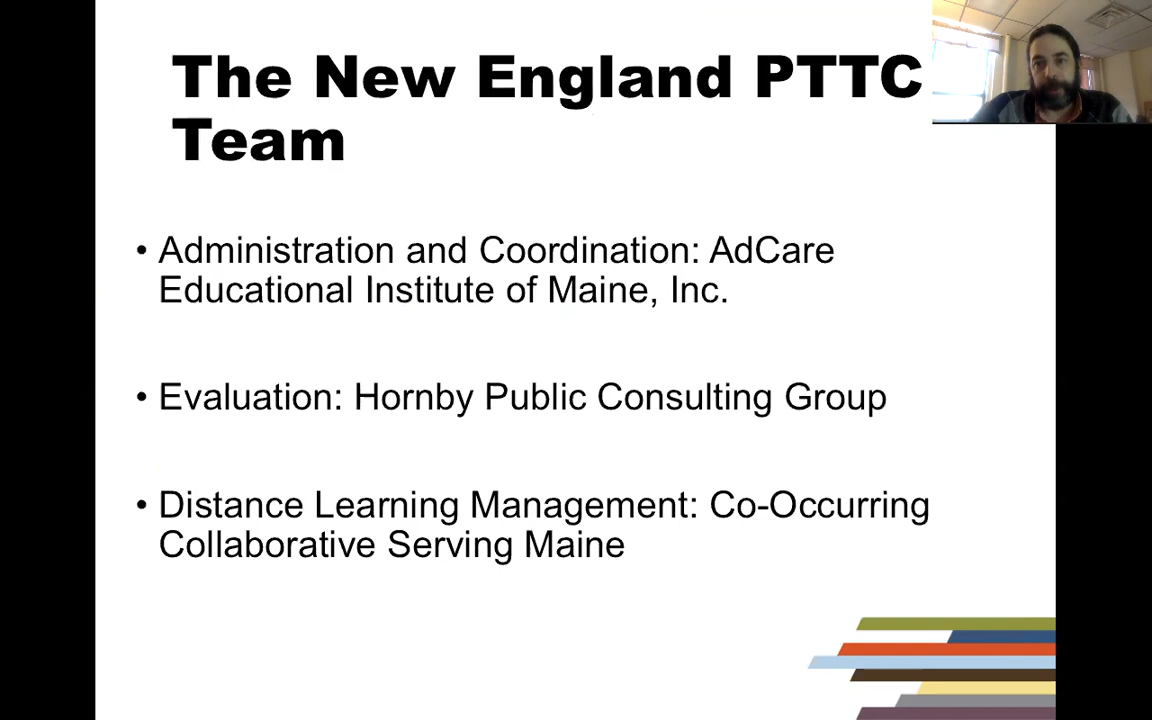 The New England PTTC
Team
• Administration and Coordination: AdCare
Educational Institute of Maine, Inc.
• Evaluation: Hornby Public Consulting Group
• Distance Learning Management: Co-Occurring
Collaborative Serving Maine